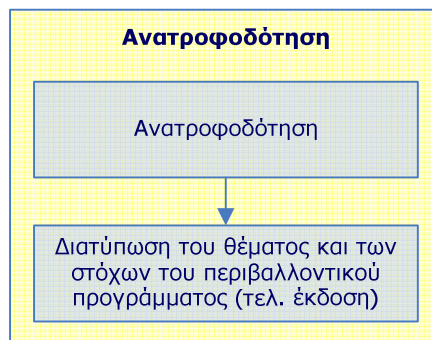 Ανατροφοδότηση
Ανατροφοδότηση
Διατύπωση του θέματος και των
στόχων του περιβαλλοντικού
προγράμματος (τελ. έκδοση)